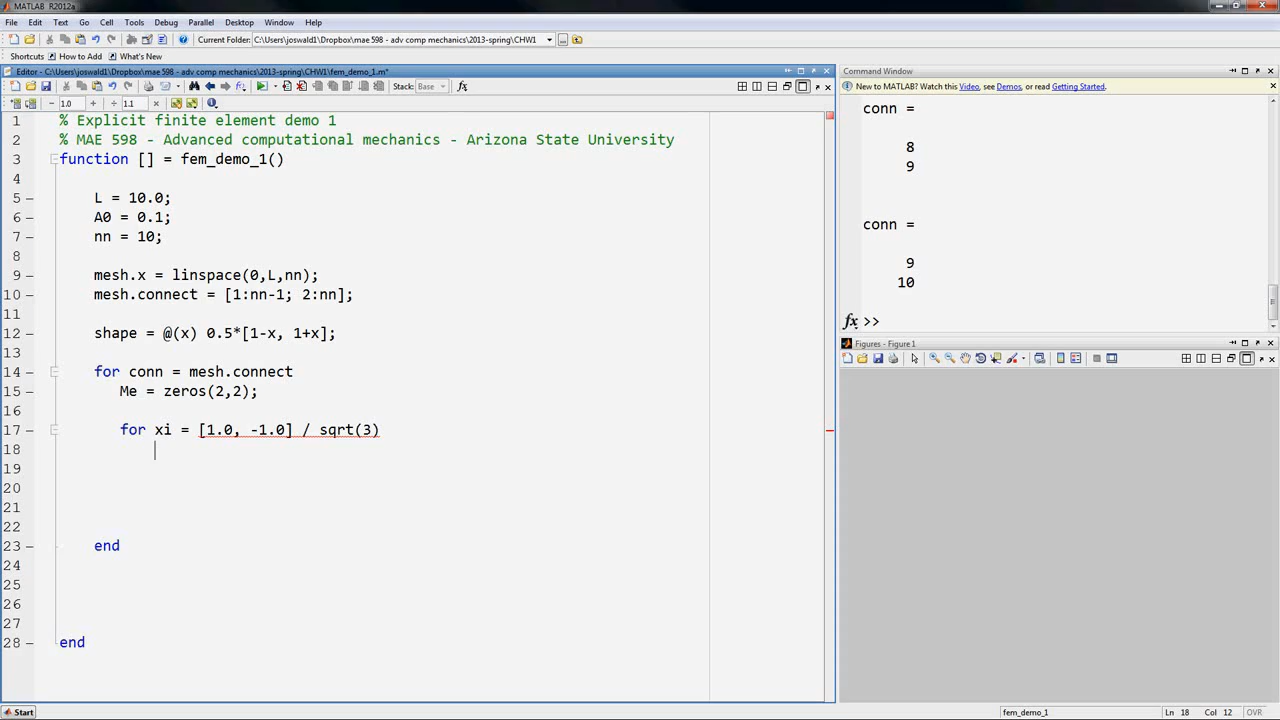 MATLAB R2012a
File Edit Text Go Cell Tools Debug Parallel Desktop Window Help
Current Folder: C:\Users\joswald1\Dropbox\mae 598 - adv comp mechanics\2013-spring\CHW1
Shortcuts How to Add What's New
Editor - C:\Users\joswald1\Dropbox\mae 598 - adv comp mechanics\2013-spring\CHW1\fem_demo_1.m*
Stack: Base fx
− 1.0 + ÷ 1.1 ×
1 % Explicit finite element demo 1
2 % MAE 598 - Advanced computational mechanics - Arizona State University
3 function [] = fem_demo_1()
4
5 L = 10.0;
6 A0 = 0.1;
7 nn = 10;
8
9 mesh.x = linspace(0,L,nn);
10 mesh.connect = [1:nn-1; 2:nn];
11
12 shape = @(x) 0.5*[1-x, 1+x];
13
14 for conn = mesh.connect
15 Me = zeros(2,2);
16
17 for xi = [1.0, -1.0] / sqrt(3)
18
19
20
21
22
23 end
24
25
26
27
28 end
Command Window
New to MATLAB? Watch this Video, see Demos, or read Getting Started.
conn =
8
9
conn =
9
10
fx >>
Figures - Figure 1
Start
fem_demo_1 Ln 18 Col 12 OVR